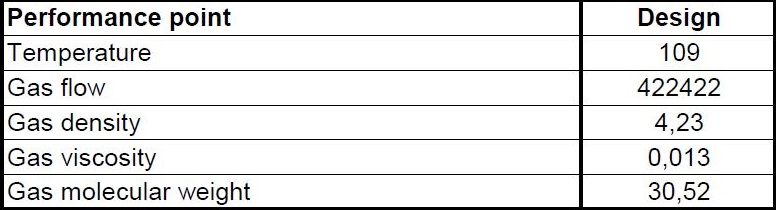 Performance point Design
Temperature 109
Gas flow 422422
Gas density 4,23
Gas viscosity 0,013
Gas molecular weight 30,52